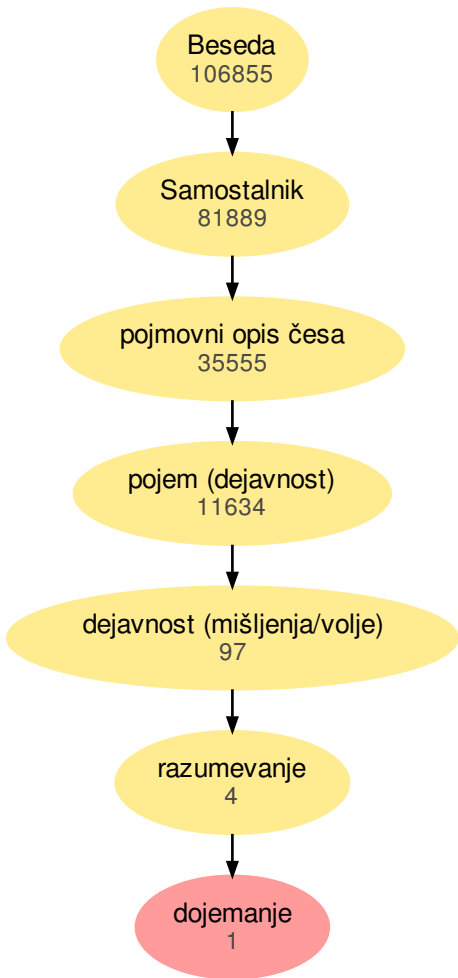 Beseda
106855
Samostalnik
81889
pojmovni opis česa
35555
pojem (dejavnost)
11634
dejavnost (mišljenja/volje)
97
razumevanje
4
dojemanje
1